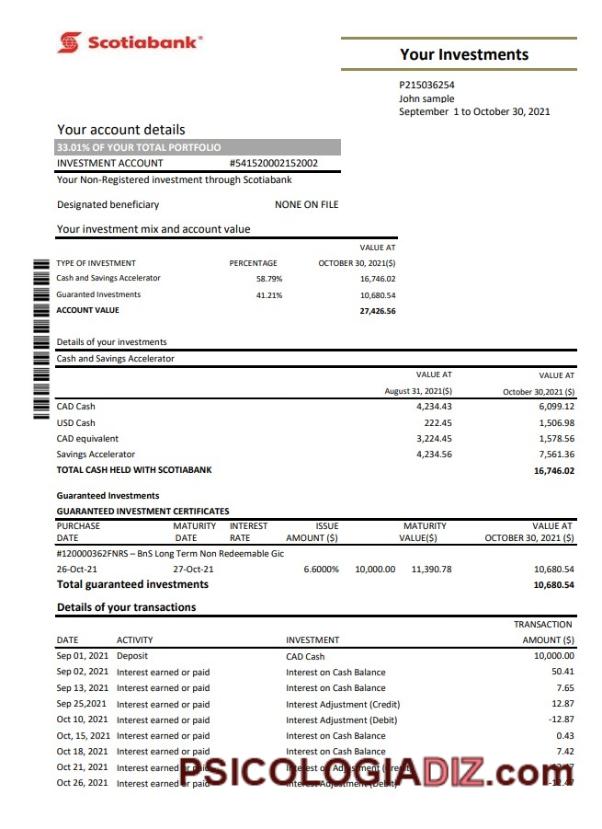 Scotiabank
Your Investments
P215036254
John sample
September 1 to October 30, 2021
Your account details
33.01% OF YOUR TOTAL PORTFOLIO
INVESTMENT ACCOUNT #541520002152002
Your Non-Registered investment through Scotiabank
Designated beneficiary NONE ON FILE
Your investment mix and account value
VALUE AT
TYPE OF INVESTMENT PERCENTAGE OCTOBER 30, 2021($)
Cash and Savings Accelerator 58.79% 16,746.02
Guaranted Investments 41.21% 10,680.54
ACCOUNT VALUE 27,426.56
Details of your investments
Cash and Savings Accelerator
VALUE AT VALUE AT
August 31, 2021($) October 30,2021 ($)
CAD Cash 4,234.43 6,099.12
USD Cash 222.45 1,506.98
CAD equivalent 3,224.45 1,578.56
Savings Accelerator 4,234.56 7,561.36
TOTAL CASH HELD WITH SCOTIABANK 16,746.02
Guaranteed Investments
GUARANTEED INVESTMENT CERTIFICATES
PURCHASE MATURITY INTEREST ISSUE MATURITY VALUE AT
DATE DATE RATE AMOUNT ($) VALUE($) OCTOBER 30, 2021 ($)
#120000362FNRS – BnS Long Term Non Redeemable Gic
26-Oct-21 27-Oct-21 6.6000% 10,000.00 11,390.78 10,680.54
Total guaranteed investments 10,680.54
Details of your transactions
TRANSACTION
DATE ACTIVITY INVESTMENT AMOUNT ($)
Sep 01, 2021 Deposit CAD Cash 10,000.00
Sep 02, 2021 Interest earned or paid Interest on Cash Balance 50.41
Sep 13, 2021 Interest earned or paid Interest on Cash Balance 7.65
Sep 25,2021 Interest earned or paid Interest Adjustment (Credit) 12.87
Oct 10, 2021 Interest earned or paid Interest Adjustment (Debit) -12.87
Oct, 15, 2021 Interest earned or paid Interest on Cash Balance 0.43
Oct 18, 2021 Interest earned or paid Interest on Cash Balance 7.42
Oct 21, 2021 Interest earned or paid Interest on Adjustment (Credit)
Oct 26, 2021 Interest earned or paid Interest Adjustment (Debit)
PSICOLOGIADIZ.com